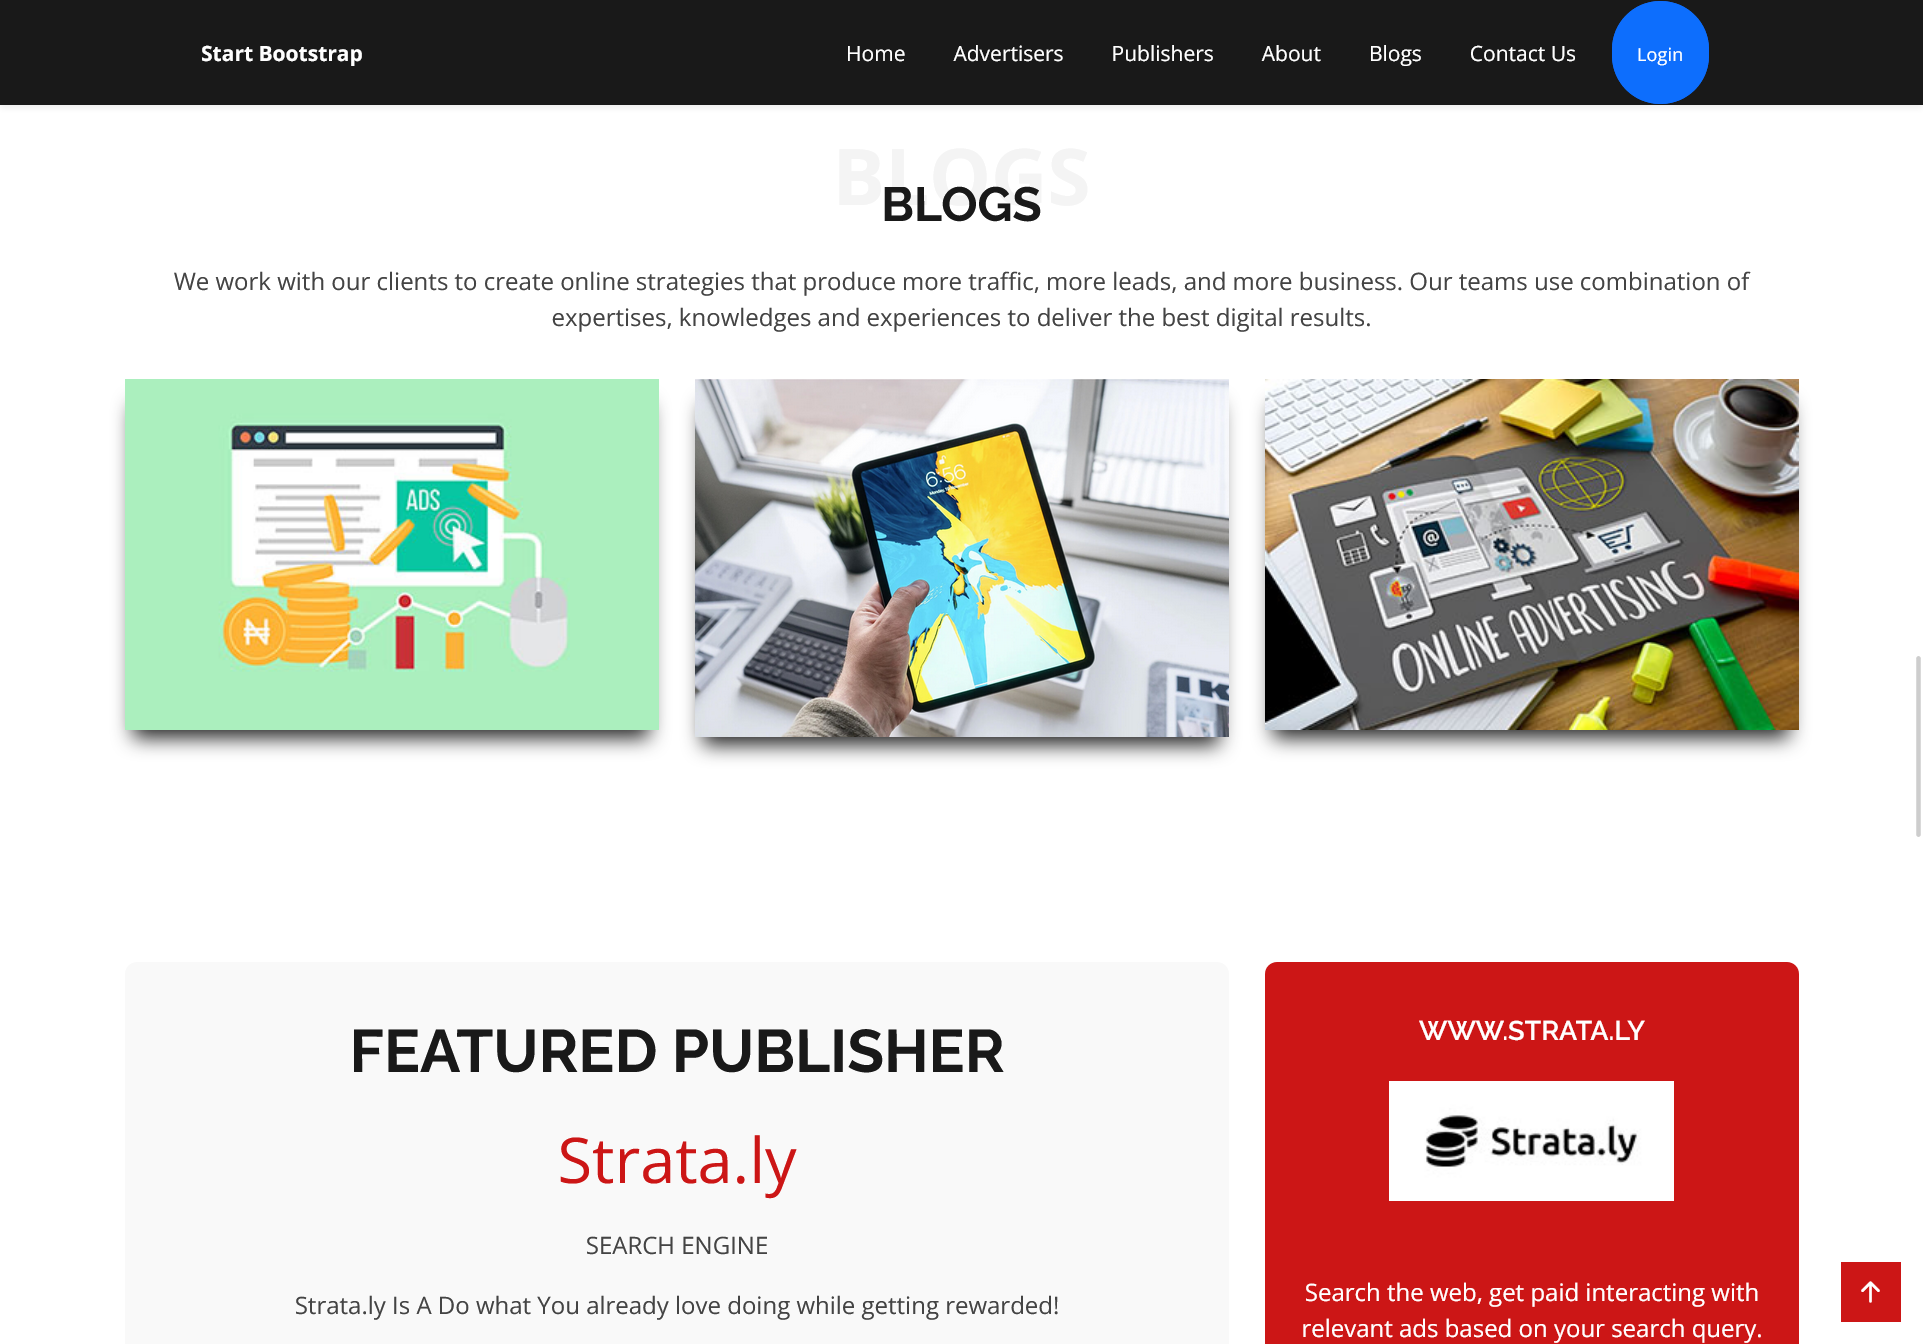 Start Bootstrap
Home Advertisers Publishers About Blogs Contact Us Login
BLOGS
BLOGS
We work with our clients to create online strategies that produce more traffic, more leads, and more business. Our teams use combination of
expertises, knowledges and experiences to deliver the best digital results.
ADS
6:56
@
ONLINE ADVERTISING
FEATURED PUBLISHER
Strata.ly
SEARCH ENGINE
Strata.ly Is A Do what You already love doing while getting rewarded!
WWW.STRATA.LY
Strata.ly
Search the web, get paid interacting with
relevant ads based on your search query.